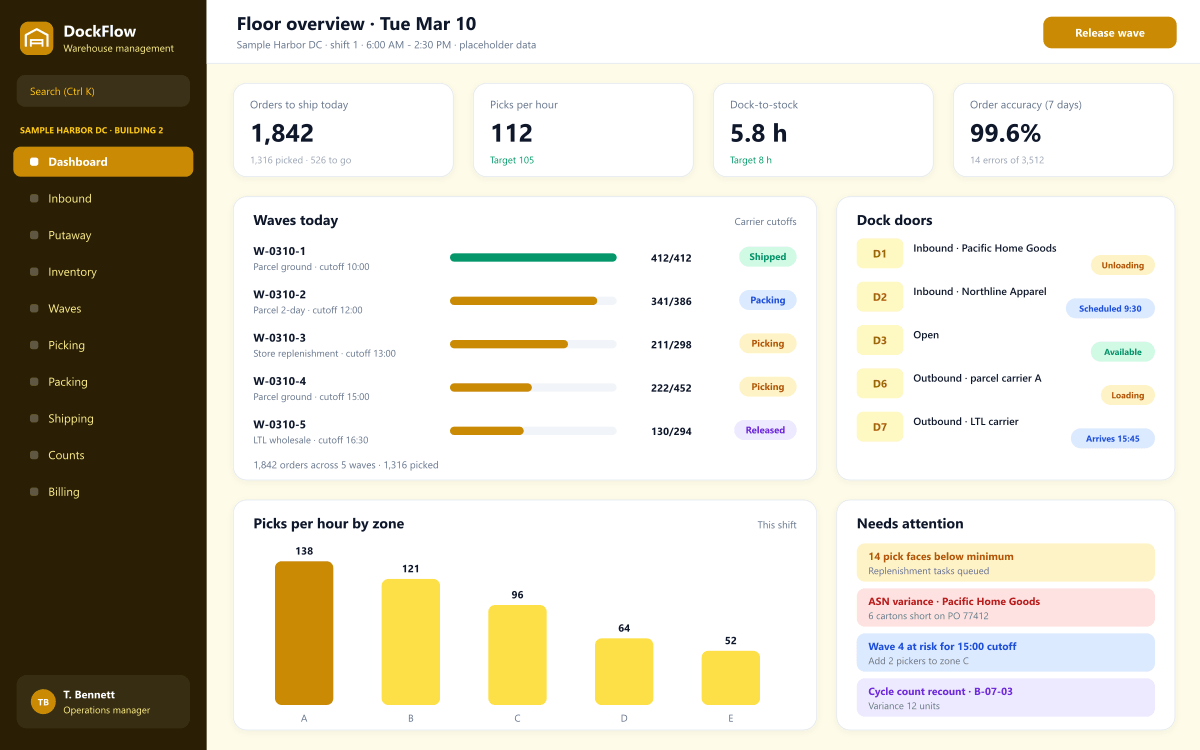 DockFlow
Warehouse management
Search (Ctrl K)
SAMPLE HARBOR DC · BUILDING 2
Dashboard
Inbound
Putaway
Inventory
Waves
Picking
Packing
Shipping
Counts
Billing
TB
T. Bennett
Operations manager
Floor overview · Tue Mar 10
Sample Harbor DC · shift 1 · 6:00 AM - 2:30 PM · placeholder data
Release wave
Orders to ship today
1,842
1,316 picked · 526 to go
Picks per hour
112
Target 105
Dock-to-stock
5.8 h
Target 8 h
Order accuracy (7 days)
99.6%
14 errors of 3,512
Waves today
Carrier cutoffs
W-0310-1
Parcel ground · cutoff 10:00
412/412
Shipped
W-0310-2
Parcel 2-day · cutoff 12:00
341/386
Packing
W-0310-3
Store replenishment · cutoff 13:00
211/298
Picking
W-0310-4
Parcel ground · cutoff 15:00
222/452
Picking
W-0310-5
LTL wholesale · cutoff 16:30
130/294
Released
1,842 orders across 5 waves · 1,316 picked
Dock doors
D1
Inbound · Pacific Home Goods
Unloading
D2
Inbound · Northline Apparel
Scheduled 9:30
D3
Open
Available
D6
Outbound · parcel carrier A
Loading
D7
Outbound · LTL carrier
Arrives 15:45
Picks per hour by zone
This shift
138
121
96
64
52
A
B
C
D
E
Needs attention
14 pick faces below minimum
Replenishment tasks queued
ASN variance · Pacific Home Goods
6 cartons short on PO 77412
Wave 4 at risk for 15:00 cutoff
Add 2 pickers to zone C
Cycle count recount · B-07-03
Variance 12 units